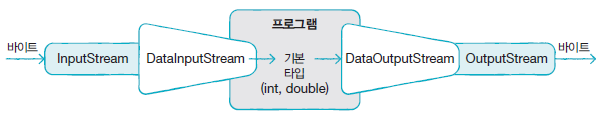 프로그램
바이트
InputStream
DataInputStream
기본
타입
(int, double)
DataOutputStream
OutputStream
바이트